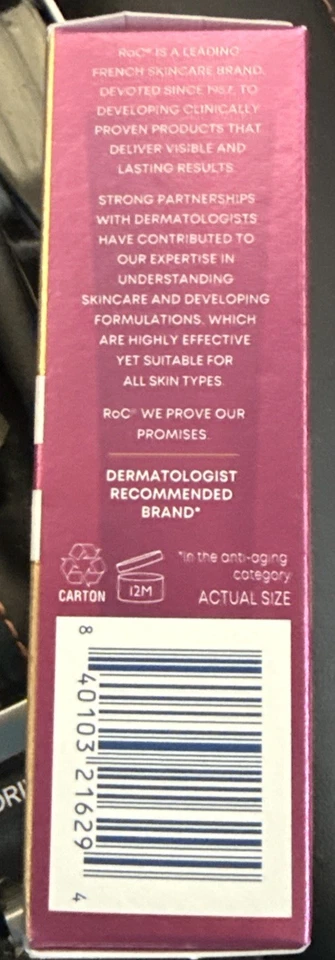 RoC® IS A LEADING
FRENCH SKINCARE BRAND,
DEVOTED SINCE 1957, TO
DEVELOPING CLINICALLY
PROVEN PRODUCTS THAT
DELIVER VISIBLE AND
LASTING RESULTS.
STRONG PARTNERSHIPS
WITH DERMATOLOGISTS
HAVE CONTRIBUTED TO
OUR EXPERTISE IN
UNDERSTANDING
SKINCARE AND DEVELOPING
FORMULATIONS, WHICH
ARE HIGHLY EFFECTIVE
YET SUITABLE FOR
ALL SKIN TYPES.
RoC® WE PROVE OUR
PROMISES.
DERMATOLOGIST
RECOMMENDED
BRAND*
*In the anti-aging
category
CARTON
12M
ACTUAL SIZE
8 40103 21629 4
ORI